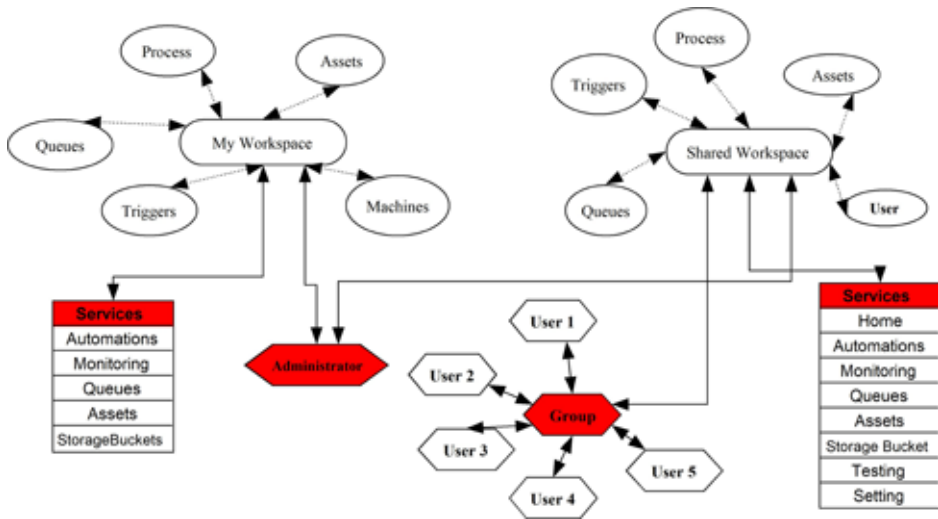 Process
Assets
Queues
My Workspace
Triggers
Machines
Process
Triggers
Assets
Shared Workspace
Queues
User
Services
Automations
Monitoring
Queues
Assets
StorageBuckets
Administrator
User 1
User 2
Group
User 3
User 4
User 5
Services
Home
Automations
Monitoring
Queues
Assets
Storage Bucket
Testing
Setting